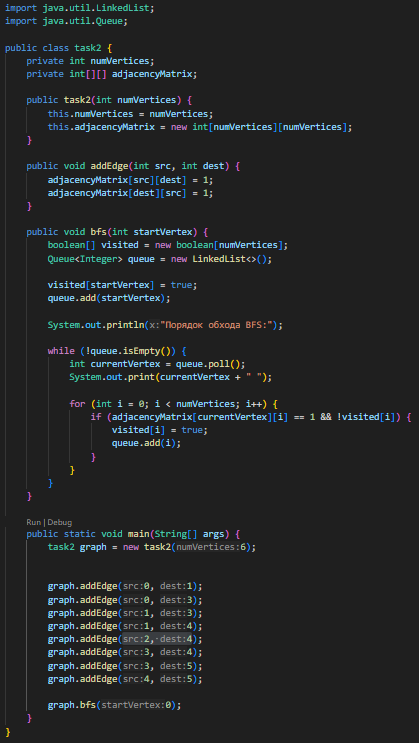 import java.util.LinkedList;
import java.util.Queue;
public class task2 {
private int numVertices;
private int[][] adjacencyMatrix;
public task2(int numVertices) {
this.numVertices = numVertices;
this.adjacencyMatrix = new int[numVertices][numVertices];
}
public void addEdge(int src, int dest) {
adjacencyMatrix[src][dest] = 1;
adjacencyMatrix[dest][src] = 1;
}
public void bfs(int startVertex) {
boolean[] visited = new boolean[numVertices];
Queue<Integer> queue = new LinkedList<>();
visited[startVertex] = true;
queue.add(startVertex);
System.out.println(x:"Порядок обхода BFS:");
while (!queue.isEmpty()) {
int currentVertex = queue.poll();
System.out.print(currentVertex + " ");
for (int i = 0; i < numVertices; i++) {
if (adjacencyMatrix[currentVertex][i] == 1 && !visited[i]) {
visited[i] = true;
queue.add(i);
}
}
}
}
Run | Debug
public static void main(String[] args) {
task2 graph = new task2(numVertices:6);
graph.addEdge(src:0, dest:1);
graph.addEdge(src:0, dest:3);
graph.addEdge(src:1, dest:3);
graph.addEdge(src:1, dest:4);
graph.addEdge(src:2, dest:4);
graph.addEdge(src:3, dest:4);
graph.addEdge(src:3, dest:5);
graph.addEdge(src:4, dest:5);
graph.bfs(startVertex:0);
}
}